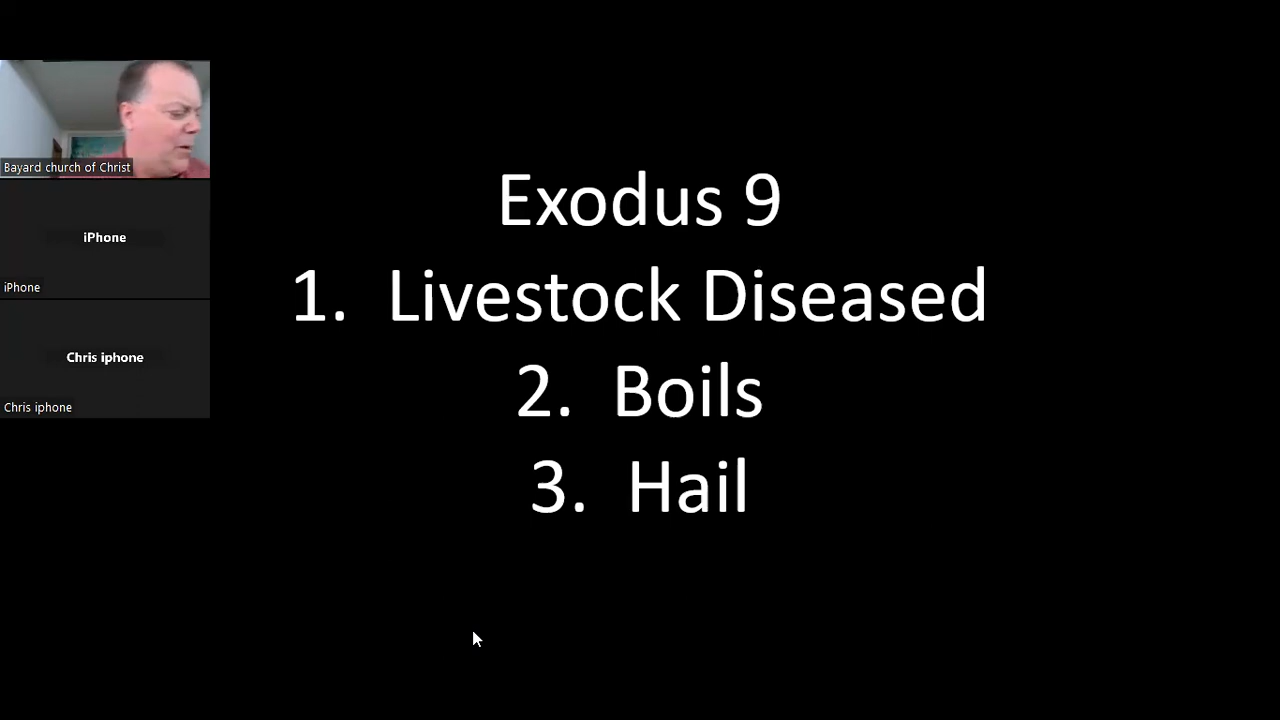 Bayard church of Christ
iPhone
iPhone
Chris iphone
Chris iphone
Exodus 9
1. Livestock Diseased
2. Boils
3. Hail